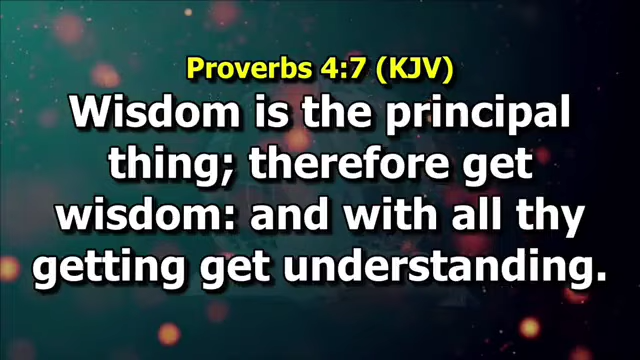 Proverbs 4:7 (KJV)
Wisdom is the principal
thing; therefore get
wisdom: and with all thy
getting get understanding.